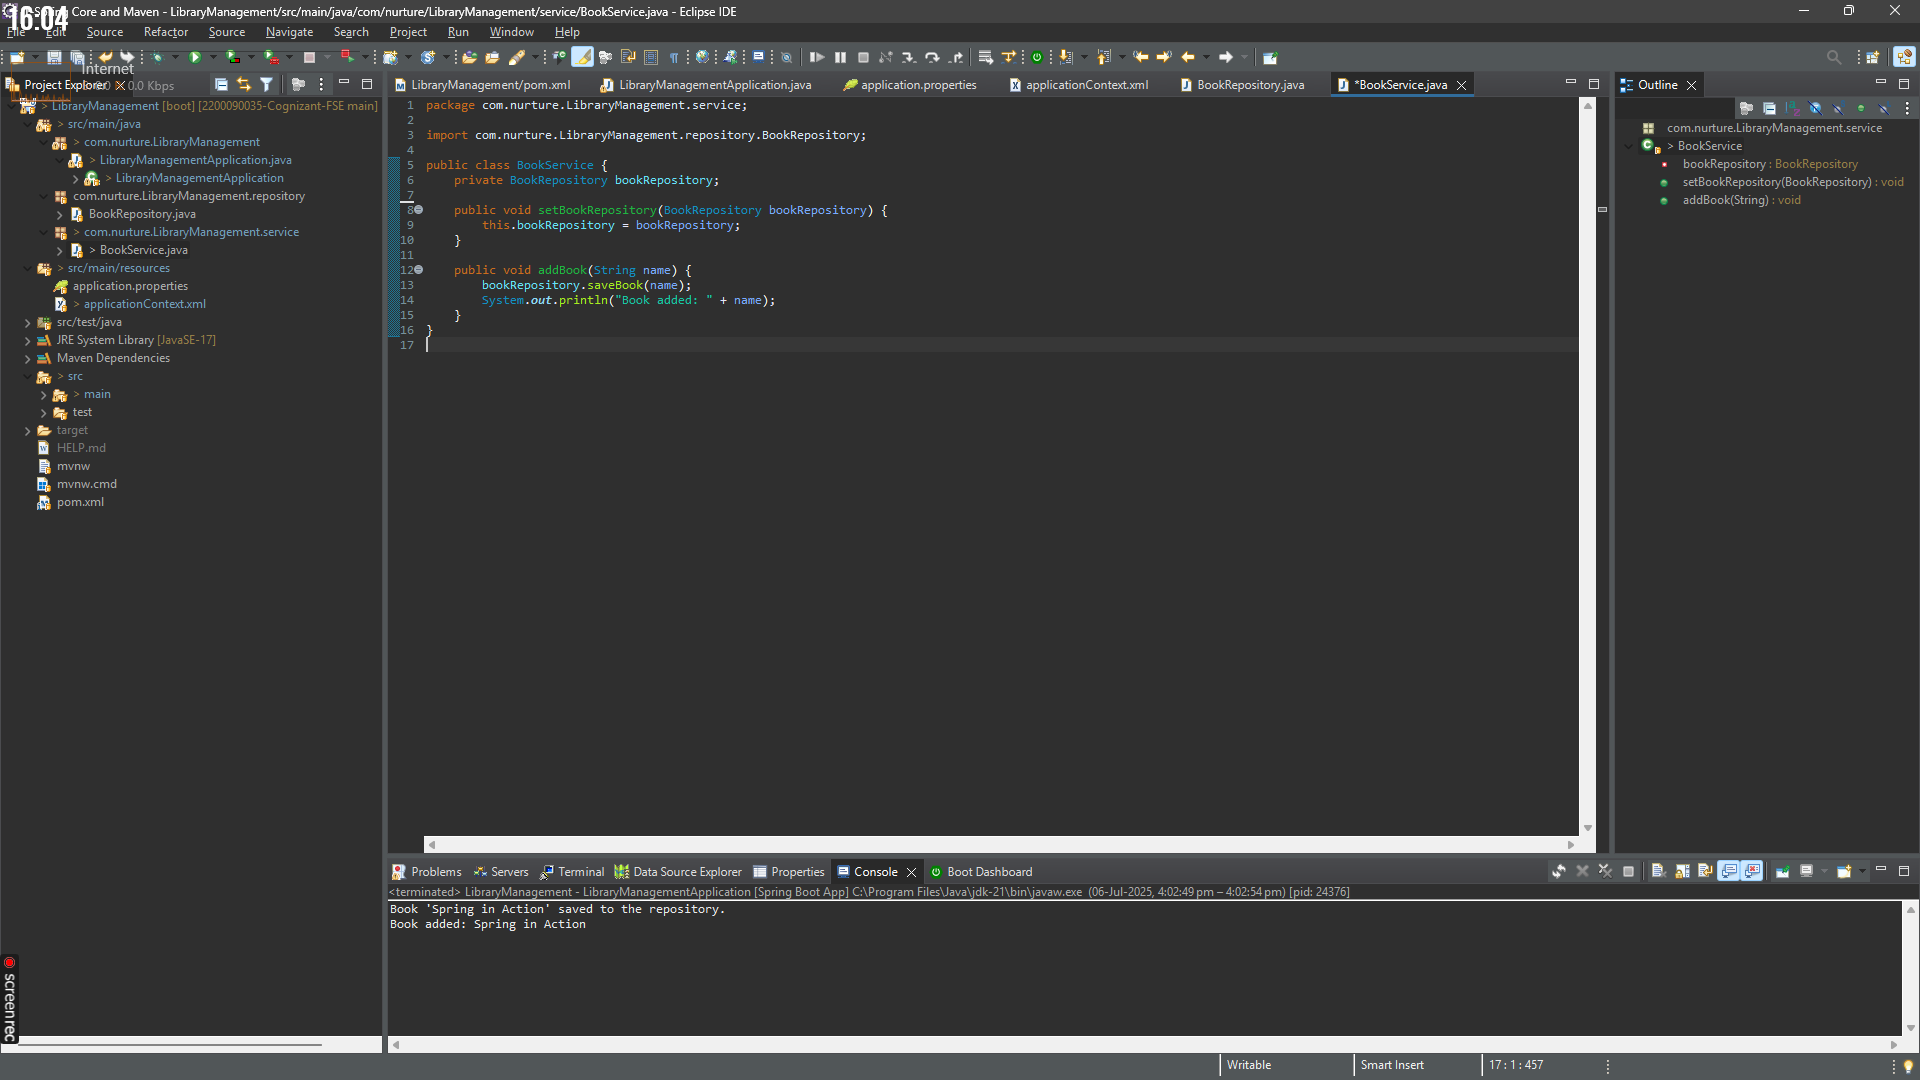 16:04
Core and Maven - LibraryManagement/src/main/java/com/nurture/LibraryManagement/service/BookService.java - Eclipse IDE
File Edit Source Refactor Source Navigate Search Project Run Window Help
Internet
Project Explorer
0.0 Kbps
LibraryManagement/pom.xml
LibraryManagementApplication.java
application.properties
applicationContext.xml
BookRepository.java
*BookService.java
Outline
> LibraryManagement [boot] [2200090035-Cognizant-FSE main]
> src/main/java
> com.nurture.LibraryManagement
> LibraryManagementApplication.java
> LibraryManagementApplication
com.nurture.LibraryManagement.repository
BookRepository.java
> com.nurture.LibraryManagement.service
> BookService.java
> src/main/resources
application.properties
> applicationContext.xml
src/test/java
JRE System Library [JavaSE-17]
Maven Dependencies
> src
> main
test
target
HELP.md
mvnw
mvnw.cmd
pom.xml
1 package com.nurture.LibraryManagement.service;
2
3 import com.nurture.LibraryManagement.repository.BookRepository;
4
5 public class BookService {
6 private BookRepository bookRepository;
7
8 public void setBookRepository(BookRepository bookRepository) {
9 this.bookRepository = bookRepository;
10 }
11
12 public void addBook(String name) {
13 bookRepository.saveBook(name);
14 System.out.println("Book added: " + name);
15 }
16 }
17
com.nurture.LibraryManagement.service
> BookService
bookRepository : BookRepository
setBookRepository(BookRepository) : void
addBook(String) : void
Problems Servers Terminal Data Source Explorer Properties Console Boot Dashboard
<terminated> LibraryManagement - LibraryManagementApplication [Spring Boot App] C:\Program Files\Java\jdk-21\bin\javaw.exe (06-Jul-2025, 4:02:49 pm – 4:02:54 pm) [pid: 24376]
Book 'Spring in Action' saved to the repository.
Book added: Spring in Action
screen rec
Writable
Smart Insert
17 : 1 : 457